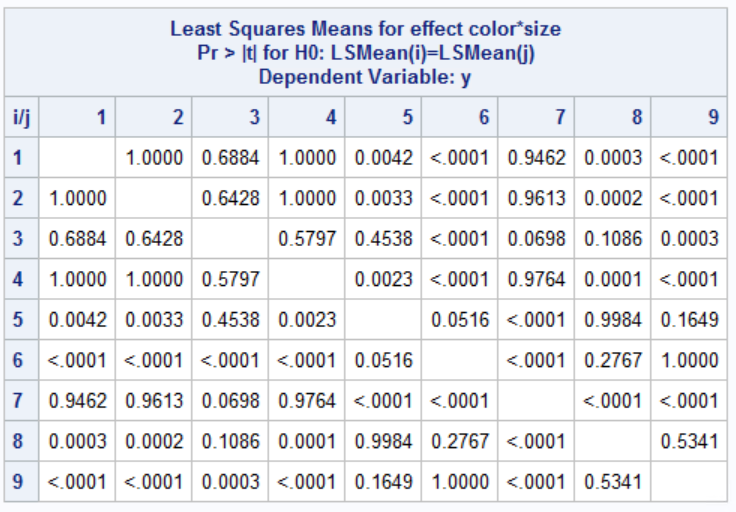 Least Squares Means for effect color*size
Pr > |t| for H0: LSMean(i)=LSMean(j)
Dependent Variable: y
i/j 1 2 3 4 5 6 7 8 9
1 1.0000 0.6884 1.0000 0.0042 <.0001 0.9462 0.0003 <.0001
2 1.0000 0.6428 1.0000 0.0033 <.0001 0.9613 0.0002 <.0001
3 0.6884 0.6428 0.5797 0.4538 <.0001 0.0698 0.1086 0.0003
4 1.0000 1.0000 0.5797 0.0023 <.0001 0.9764 0.0001 <.0001
5 0.0042 0.0033 0.4538 0.0023 0.0516 <.0001 0.9984 0.1649
6 <.0001 <.0001 <.0001 <.0001 0.0516 <.0001 0.2767 1.0000
7 0.9462 0.9613 0.0698 0.9764 <.0001 <.0001 <.0001 <.0001
8 0.0003 0.0002 0.1086 0.0001 0.9984 0.2767 <.0001 0.5341
9 <.0001 <.0001 0.0003 <.0001 0.1649 1.0000 <.0001 0.5341